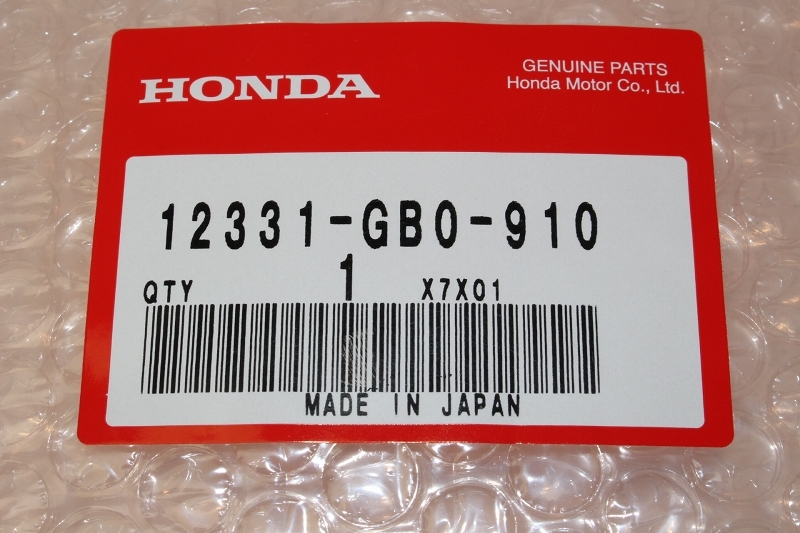 HONDA
GENUINE PARTS
Honda Motor Co., Ltd.
12331-GB0-910
QTY 1 X7X01
MADE IN JAPAN